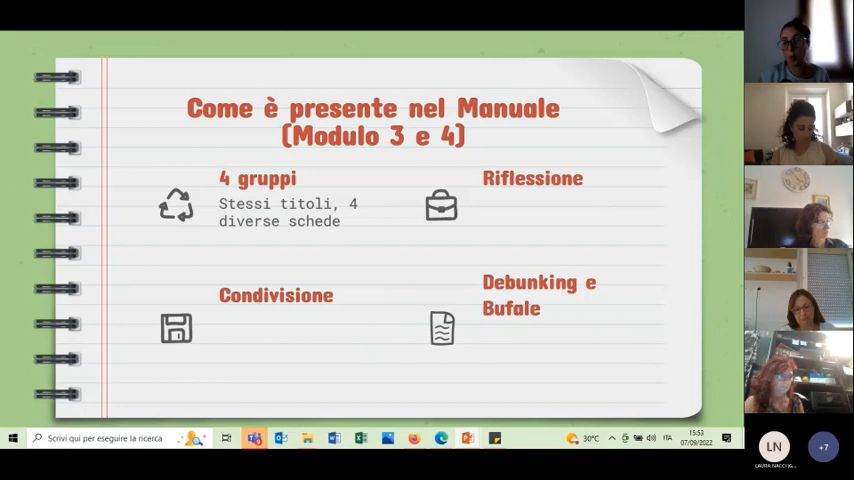 Come è presente nel Manuale
(Modulo 3 e 4)
4 gruppi
Stessi titoli, 4
diverse schede
Riflessione
Condivisione
Debunking e
Bufale
Scrivi qui per eseguire la ricerca
30°C
ITA
15:53
07/09/2022
LN
+7